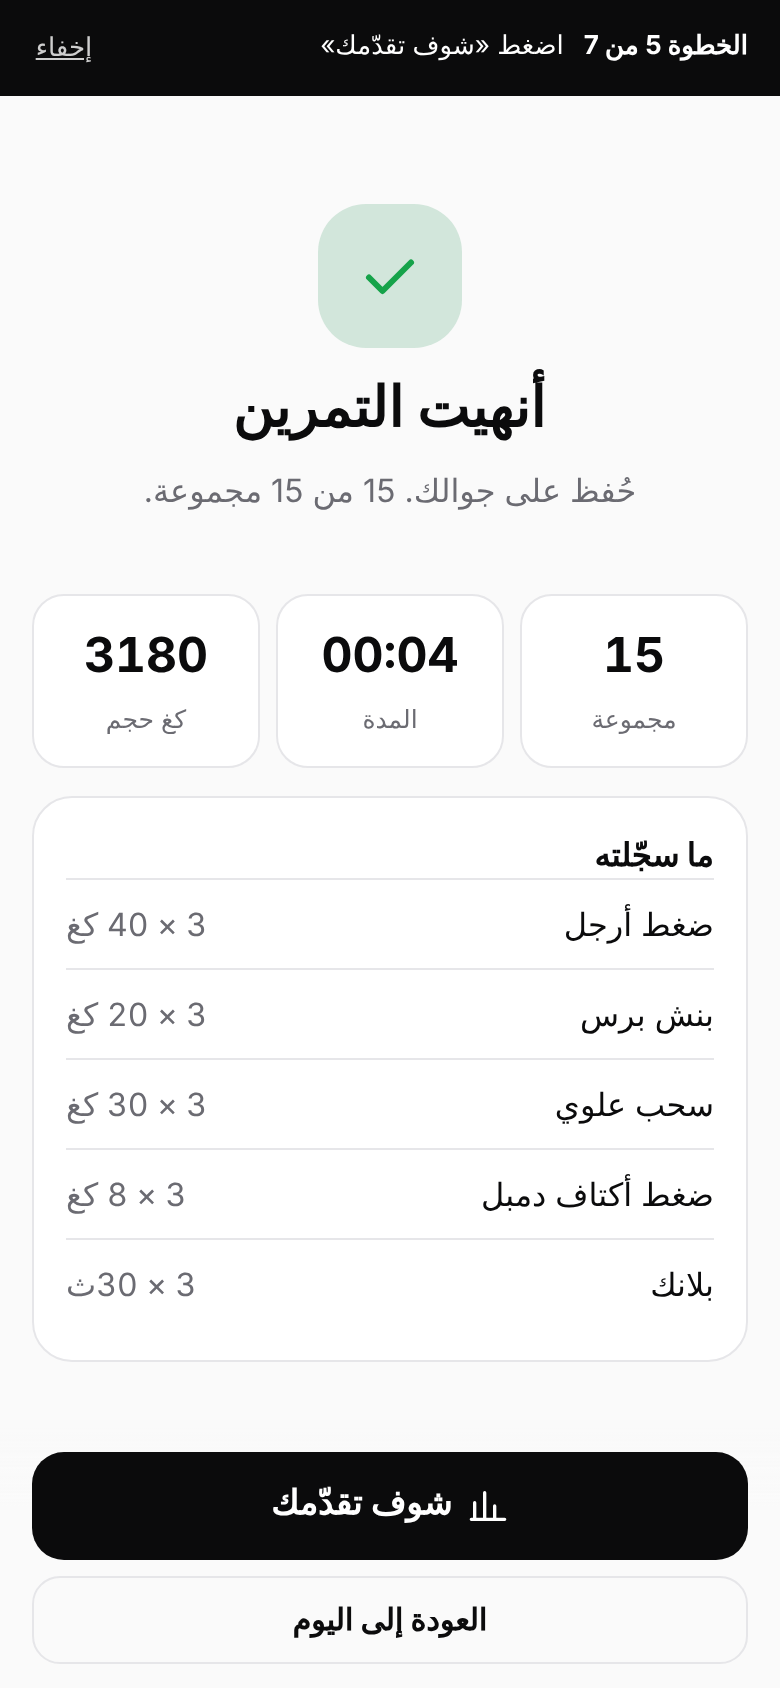 الخطوة 5 من 7 اضغط «شوف تقدّمك» إخفاء
أنهيت التمرين
حُفظ على جوالك. 15 من 15 مجموعة.
15 00:04 3180
مجموعة المدة كغ حجم
ما سجّلته
ضغط أرجل 3 × 40 كغ
بنش برس 3 × 20 كغ
سحب علوي 3 × 30 كغ
ضغط أكتاف دمبل 3 × 8 كغ
بلانك 3 × 30ث
شوف تقدّمك
العودة إلى اليوم